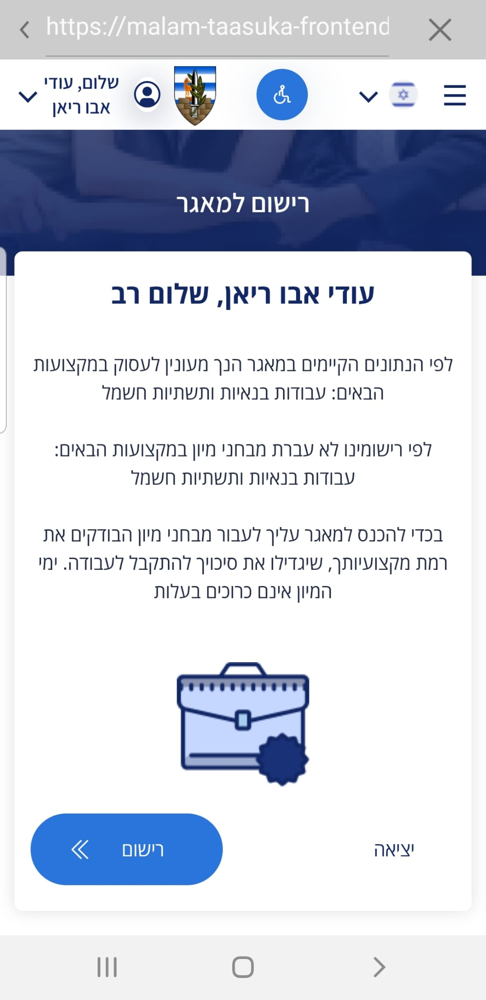 https://malam-taasuka-frontend
שלום, עודי
אבו ריאן
רישום למאגר
עודי אבו ריאן, שלום רב
לפי הנתונים הקיימים במאגר הנך מעונין לעסוק במקצועות
הבאים: עבודות בנאיות ותשתיות חשמל
לפי רישומינו לא עברת מבחני מיון במקצועות הבאים:
עבודות בנאיות ותשתיות חשמל
בכדי להכנס למאגר עליך לעבור מבחני מיון הבודקים את
רמת מקצועיותך, שיגדילו את סיכויך להתקבל לעבודה. ימי
המיון אינם כרוכים בעלות
יציאה
רישום